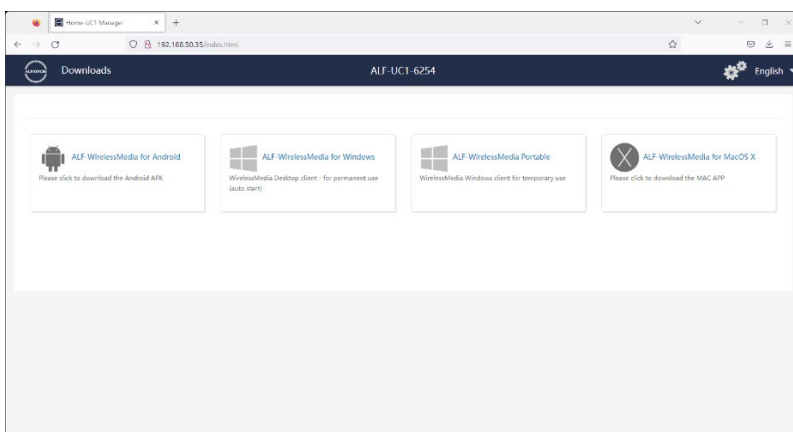 Home-UC1 Manager
192.168.50.35/index.html
Downloads
ALF-UC1-6254
English
ALF-WirelessMedia for Android
Please click to download the Android APK
ALF-WirelessMedia for Windows
WirelessMedia Desktop client - for permanent use
(auto start)
ALF-WirelessMedia Portable
WirelessMedia Windows client for temporary use
ALF-WirelessMedia for MacOS X
Please click to download the MAC APP